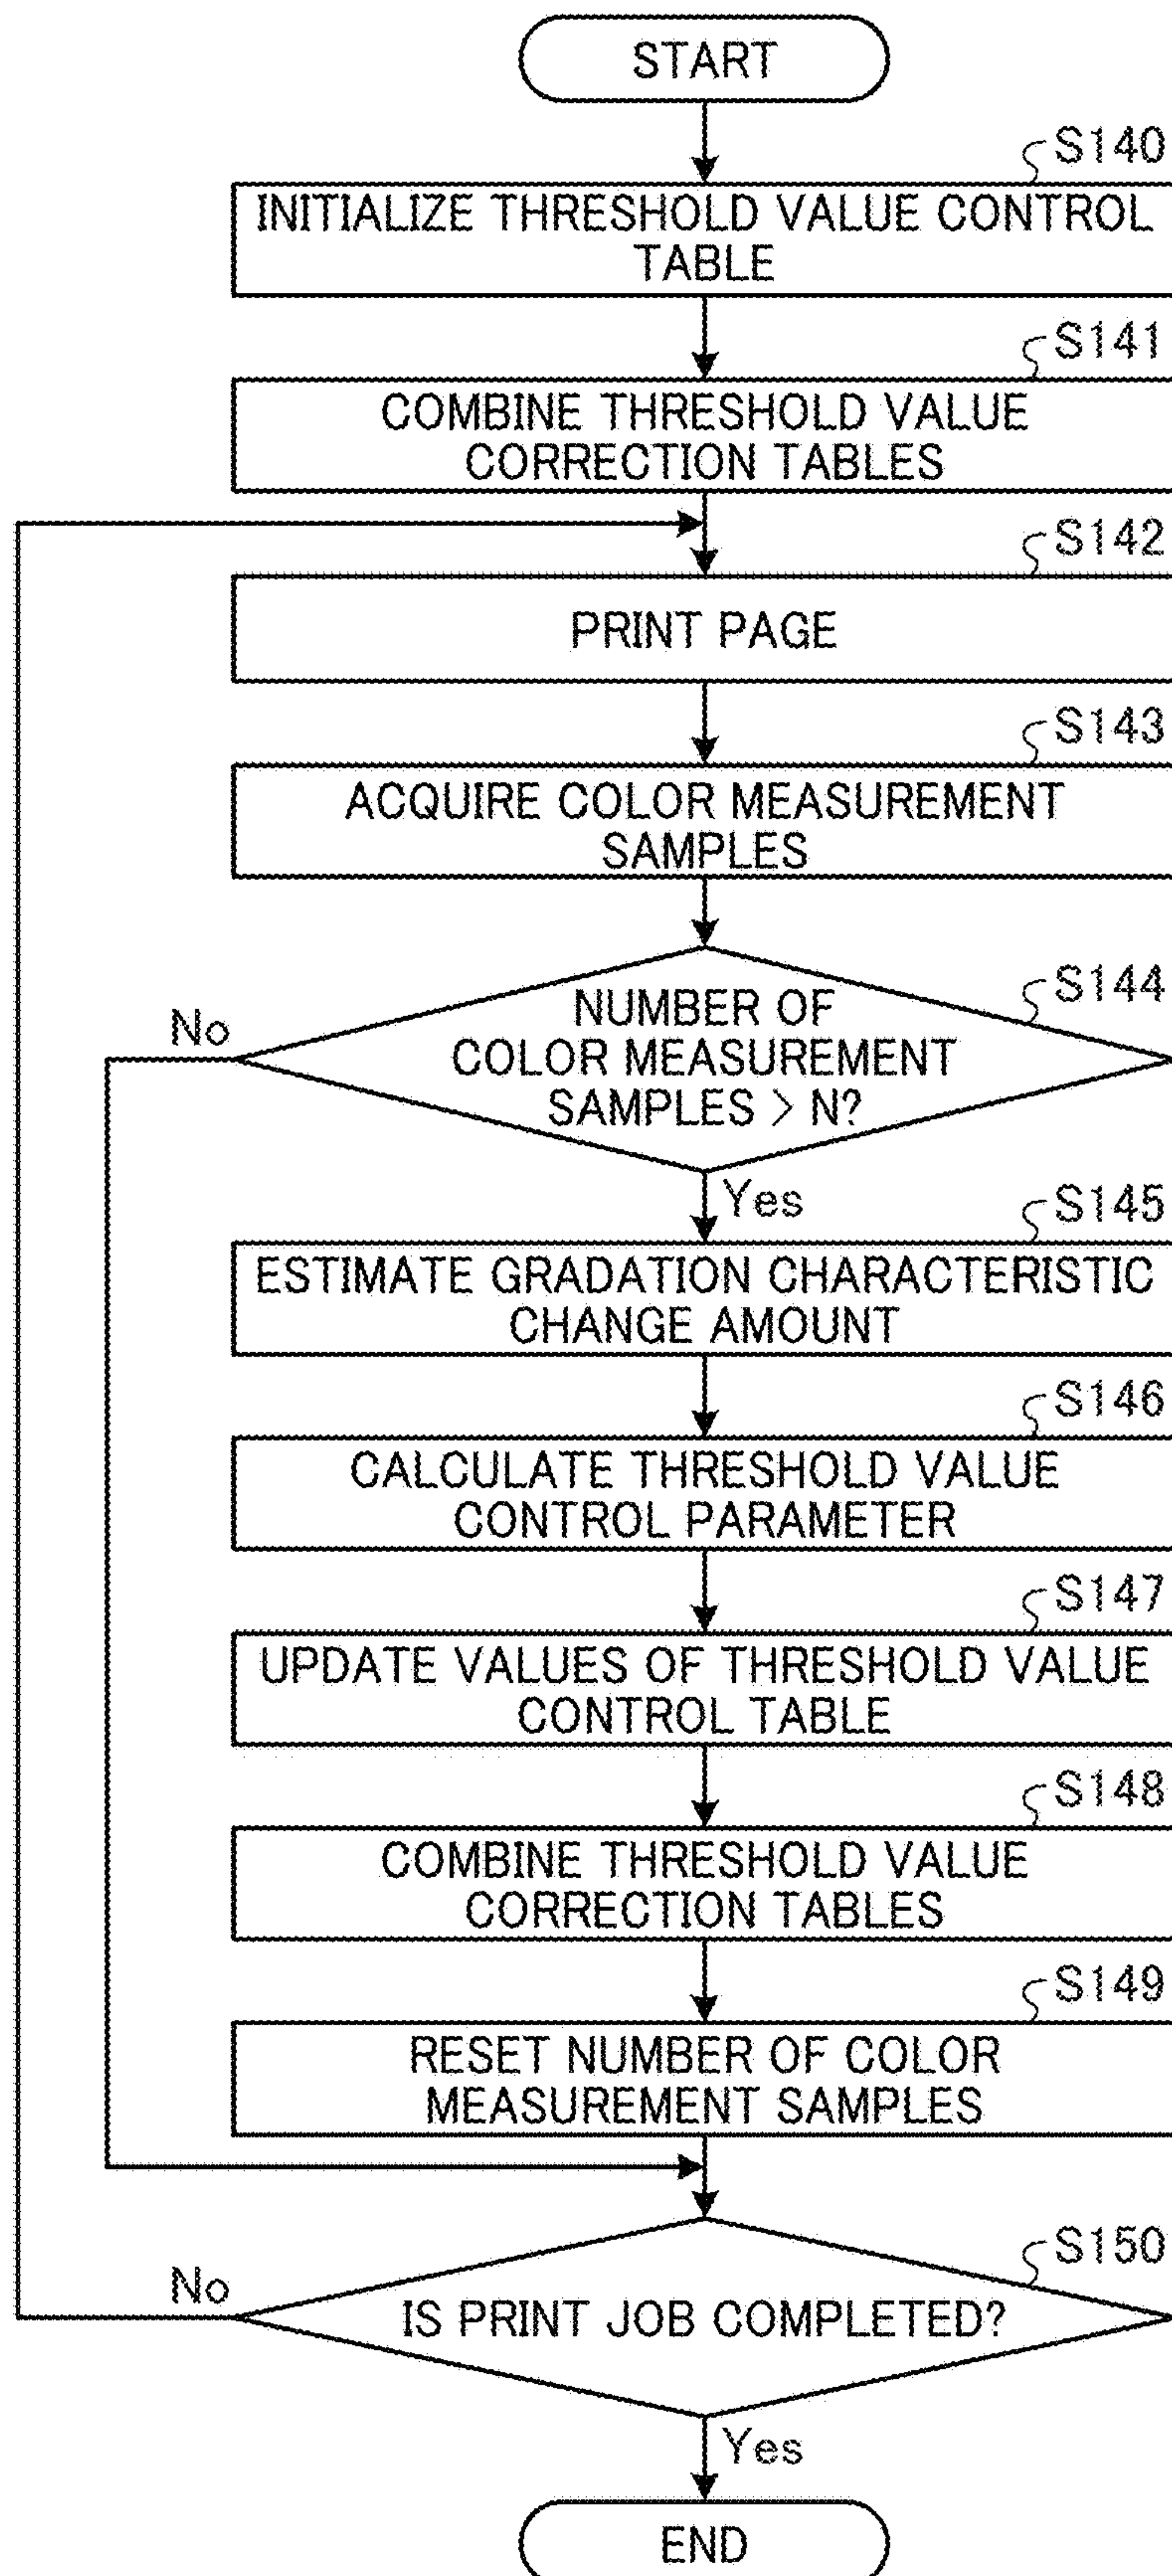 START
S140
INITIALIZE THRESHOLD VALUE CONTROL
TABLE
S141
COMBINE THRESHOLD VALUE
CORRECTION TABLES
S142
PRINT PAGE
S143
ACQUIRE COLOR MEASUREMENT
SAMPLES
S144
No
NUMBER OF
COLOR MEASUREMENT
SAMPLES > N?
Yes
S145
ESTIMATE GRADATION CHARACTERISTIC
CHANGE AMOUNT
S146
CALCULATE THRESHOLD VALUE
CONTROL PARAMETER
S147
UPDATE VALUES OF THRESHOLD VALUE
CONTROL TABLE
S148
COMBINE THRESHOLD VALUE
CORRECTION TABLES
S149
RESET NUMBER OF COLOR
MEASUREMENT SAMPLES
S150
No
IS PRINT JOB COMPLETED?
Yes
END